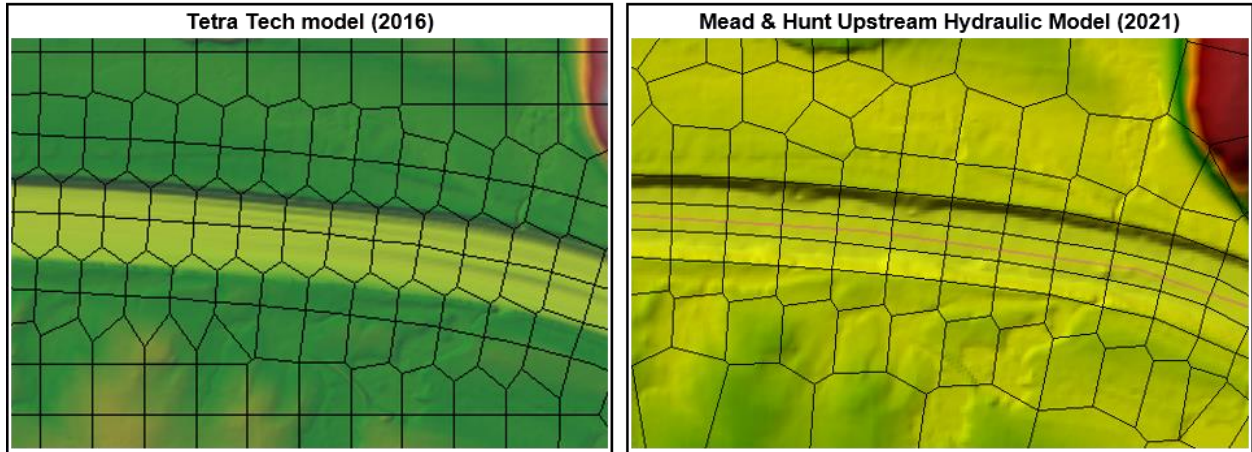 Tetra Tech model (2016)
Mead & Hunt Upstream Hydraulic Model (2021)